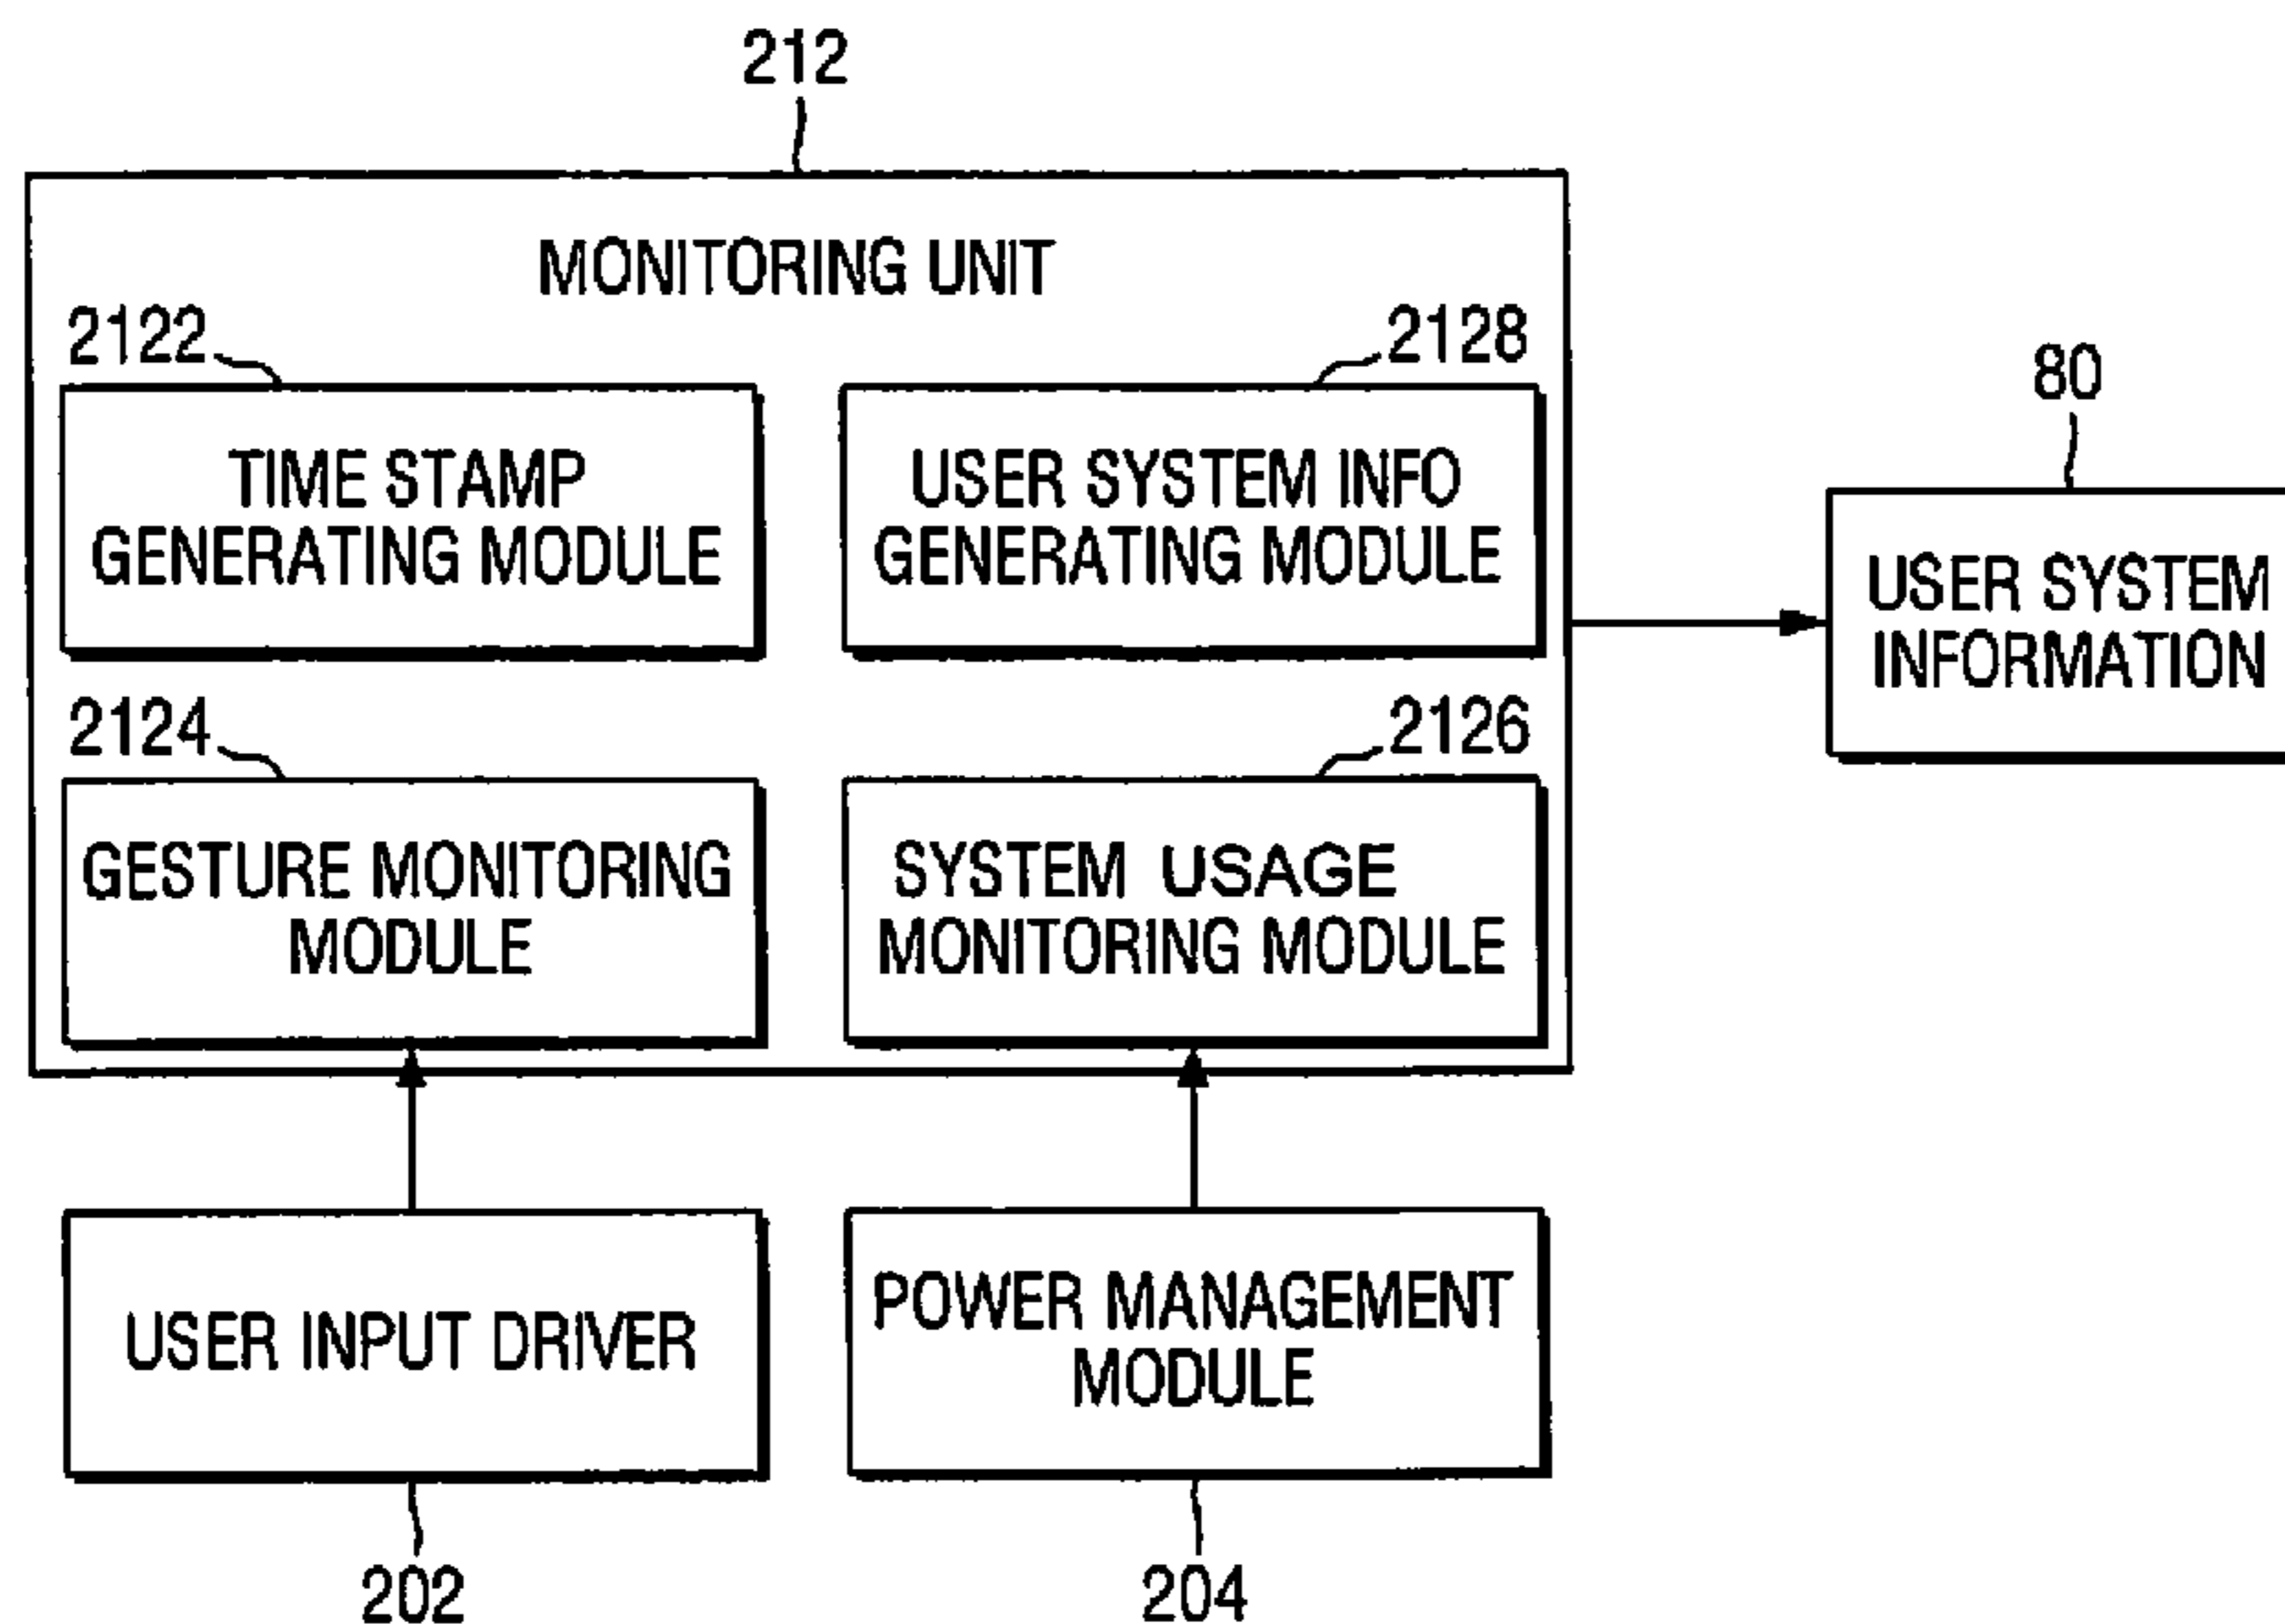 212
MONITORING UNIT
2122
2128
TIME STAMP
GENERATING MODULE
USER SYSTEM INFO
GENERATING MODULE
80
USER SYSTEM
INFORMATION
2124
2126
GESTURE MONITORING
MODULE
SYSTEM USAGE
MONITORING MODULE
USER INPUT DRIVER
POWER MANAGEMENT
MODULE
202
204